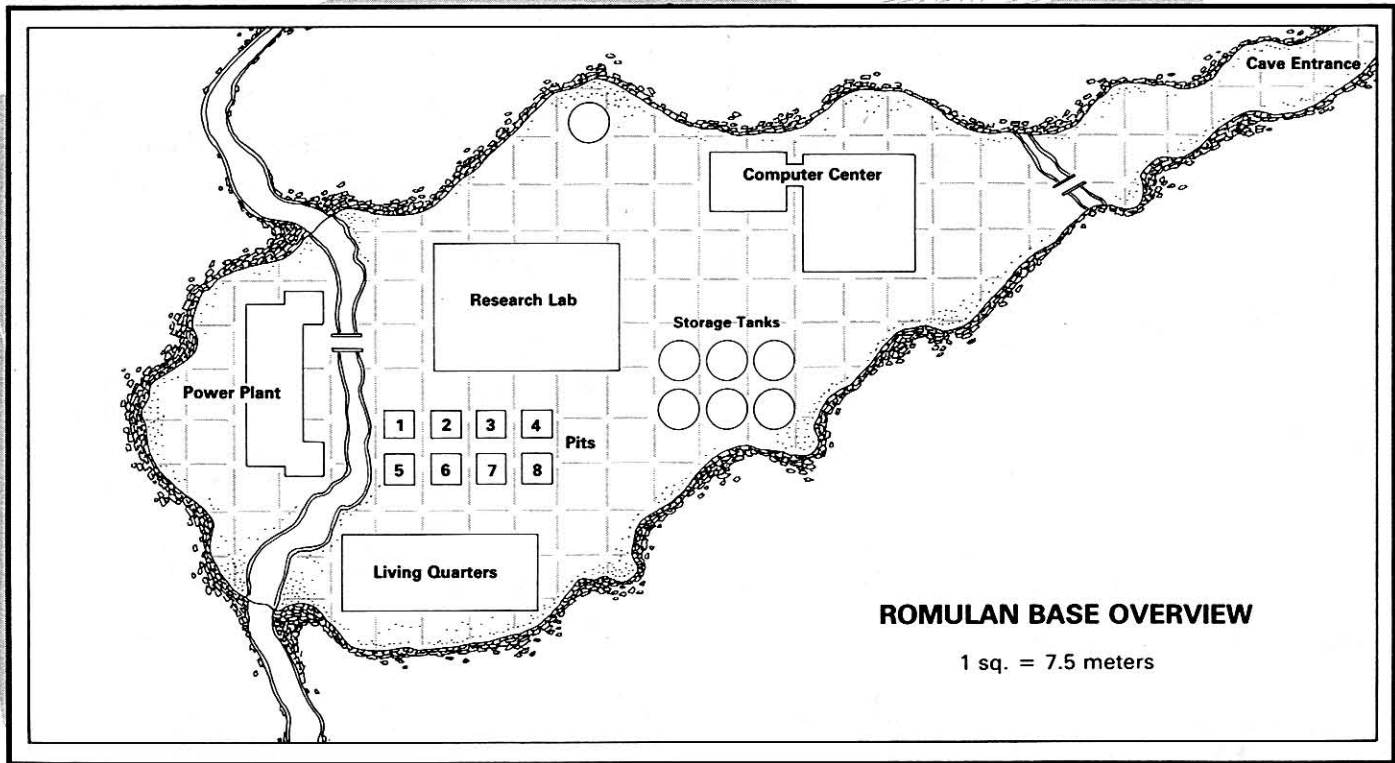 Cave Entrance
Computer Center
Research Lab
Storage Tanks
Power Plant
1 2 3 4
Pits
5 6 7 8
Living Quarters
ROMULAN BASE OVERVIEW
1 sq. = 7.5 meters